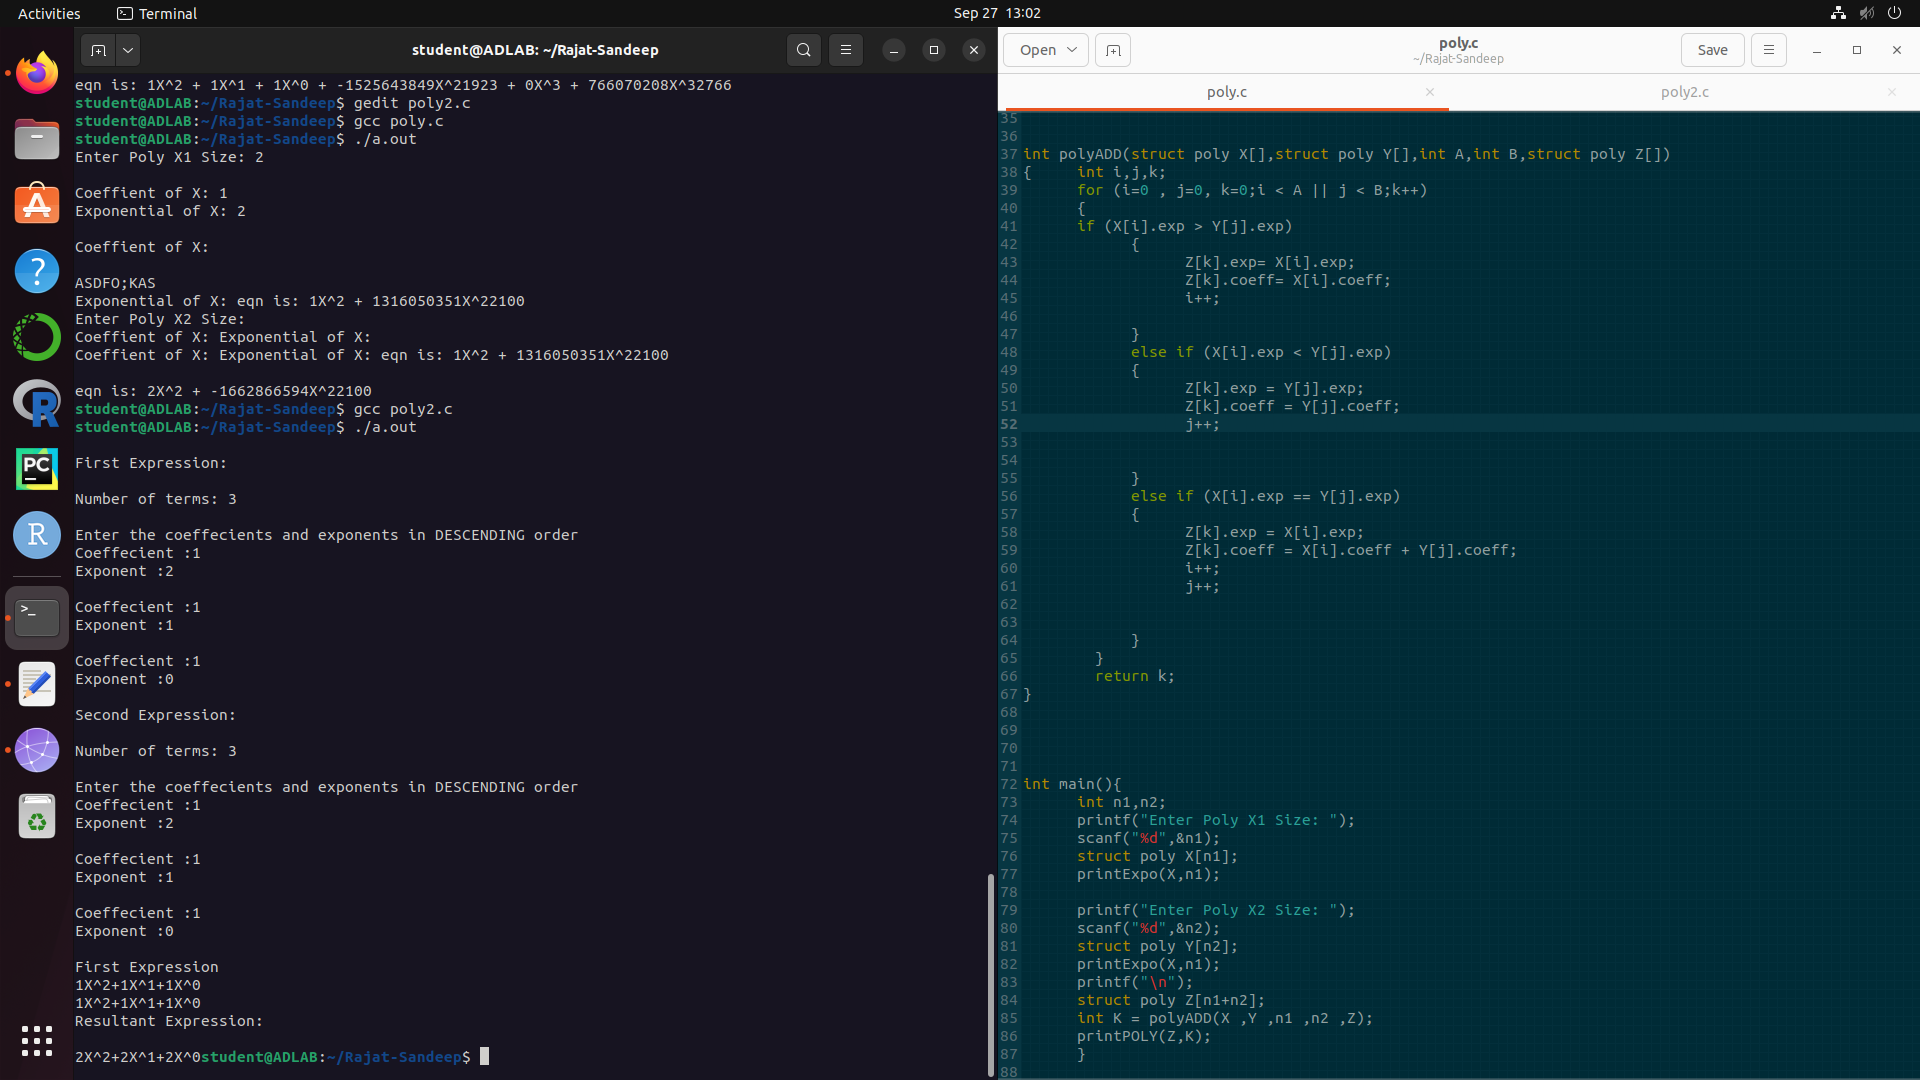 Activities
Terminal
Sep 27 13:02
student@ADLAB: ~/Rajat-Sandeep
eqn is: 1X^2 + 1X^1 + 1X^0 + -1525643849X^21923 + 0X^3 + 766070208X^32766
student@ADLAB:~/Rajat-Sandeep$ gedit poly2.c
student@ADLAB:~/Rajat-Sandeep$ gcc poly.c
student@ADLAB:~/Rajat-Sandeep$ ./a.out
Enter Poly X1 Size: 2
Coeffient of X: 1
Exponential of X: 2
Coeffient of X:
ASDFO;KAS
Exponential of X: eqn is: 1X^2 + 1316050351X^22100
Enter Poly X2 Size:
Coeffient of X: Exponential of X:
Coeffient of X: Exponential of X: eqn is: 1X^2 + 1316050351X^22100
eqn is: 2X^2 + -1662866594X^22100
student@ADLAB:~/Rajat-Sandeep$ gcc poly2.c
student@ADLAB:~/Rajat-Sandeep$ ./a.out
First Expression:
Number of terms: 3
Enter the coeffecients and exponents in DESCENDING order
Coeffecient :1
Exponent :2
Coeffecient :1
Exponent :1
Coeffecient :1
Exponent :0
Second Expression:
Number of terms: 3
Enter the coeffecients and exponents in DESCENDING order
Coeffecient :1
Exponent :2
Coeffecient :1
Exponent :1
Coeffecient :1
Exponent :0
First Expression
1X^2+1X^1+1X^0
1X^2+1X^1+1X^0
Resultant Expression:
2X^2+2X^1+2X^0student@ADLAB:~/Rajat-Sandeep$
Open
poly.c
~/Rajat-Sandeep
Save
poly.c
poly2.c
35
36
37 int polyADD(struct poly X[],struct poly Y[],int A,int B,struct poly Z[])
38 { int i,j,k;
39 for (i=0 , j=0, k=0;i < A || j < B;k++)
40 {
41 if (X[i].exp > Y[j].exp)
42 {
43 Z[k].exp= X[i].exp;
44 Z[k].coeff= X[i].coeff;
45 i++;
46
47 }
48 else if (X[i].exp < Y[j].exp)
49 {
50 Z[k].exp = Y[j].exp;
51 Z[k].coeff = Y[j].coeff;
52 j++;
53
54
55 }
56 else if (X[i].exp == Y[j].exp)
57 {
58 Z[k].exp = X[i].exp;
59 Z[k].coeff = X[i].coeff + Y[j].coeff;
60 i++;
61 j++;
62
63
64 }
65 }
66 return k;
67 }
68
69
70
71
72 int main(){
73 int n1,n2;
74 printf("Enter Poly X1 Size: ");
75 scanf("%d",&n1);
76 struct poly X[n1];
77 printExpo(X,n1);
78
79 printf("Enter Poly X2 Size: ");
80 scanf("%d",&n2);
81 struct poly Y[n2];
82 printExpo(X,n1);
83 printf("\n");
84 struct poly Z[n1+n2];
85 int K = polyADD(X ,Y ,n1 ,n2 ,Z);
86 printPOLY(Z,K);
87 }
88